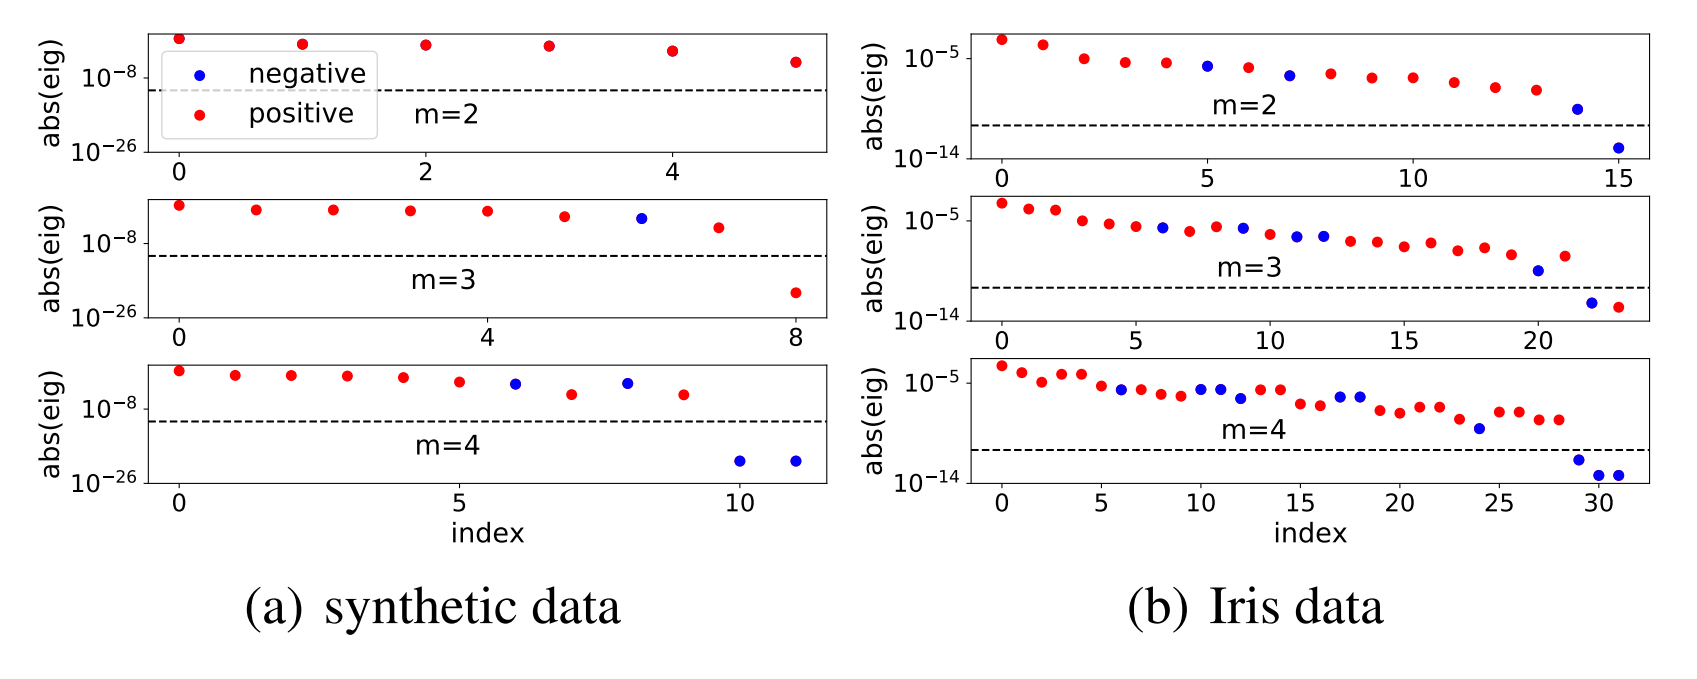 abs(eig)
10^-8
10^-26
negative
positive
m=2
0 2 4
abs(eig)
10^-8
10^-26
m=3
0 4 8
abs(eig)
10^-8
10^-26
m=4
0 5 10
index
(a) synthetic data
abs(eig)
10^-5
10^-14
m=2
0 5 10 15
abs(eig)
10^-5
10^-14
m=3
0 5 10 15 20
abs(eig)
10^-5
10^-14
m=4
0 5 10 15 20 25 30
index
(b) Iris data